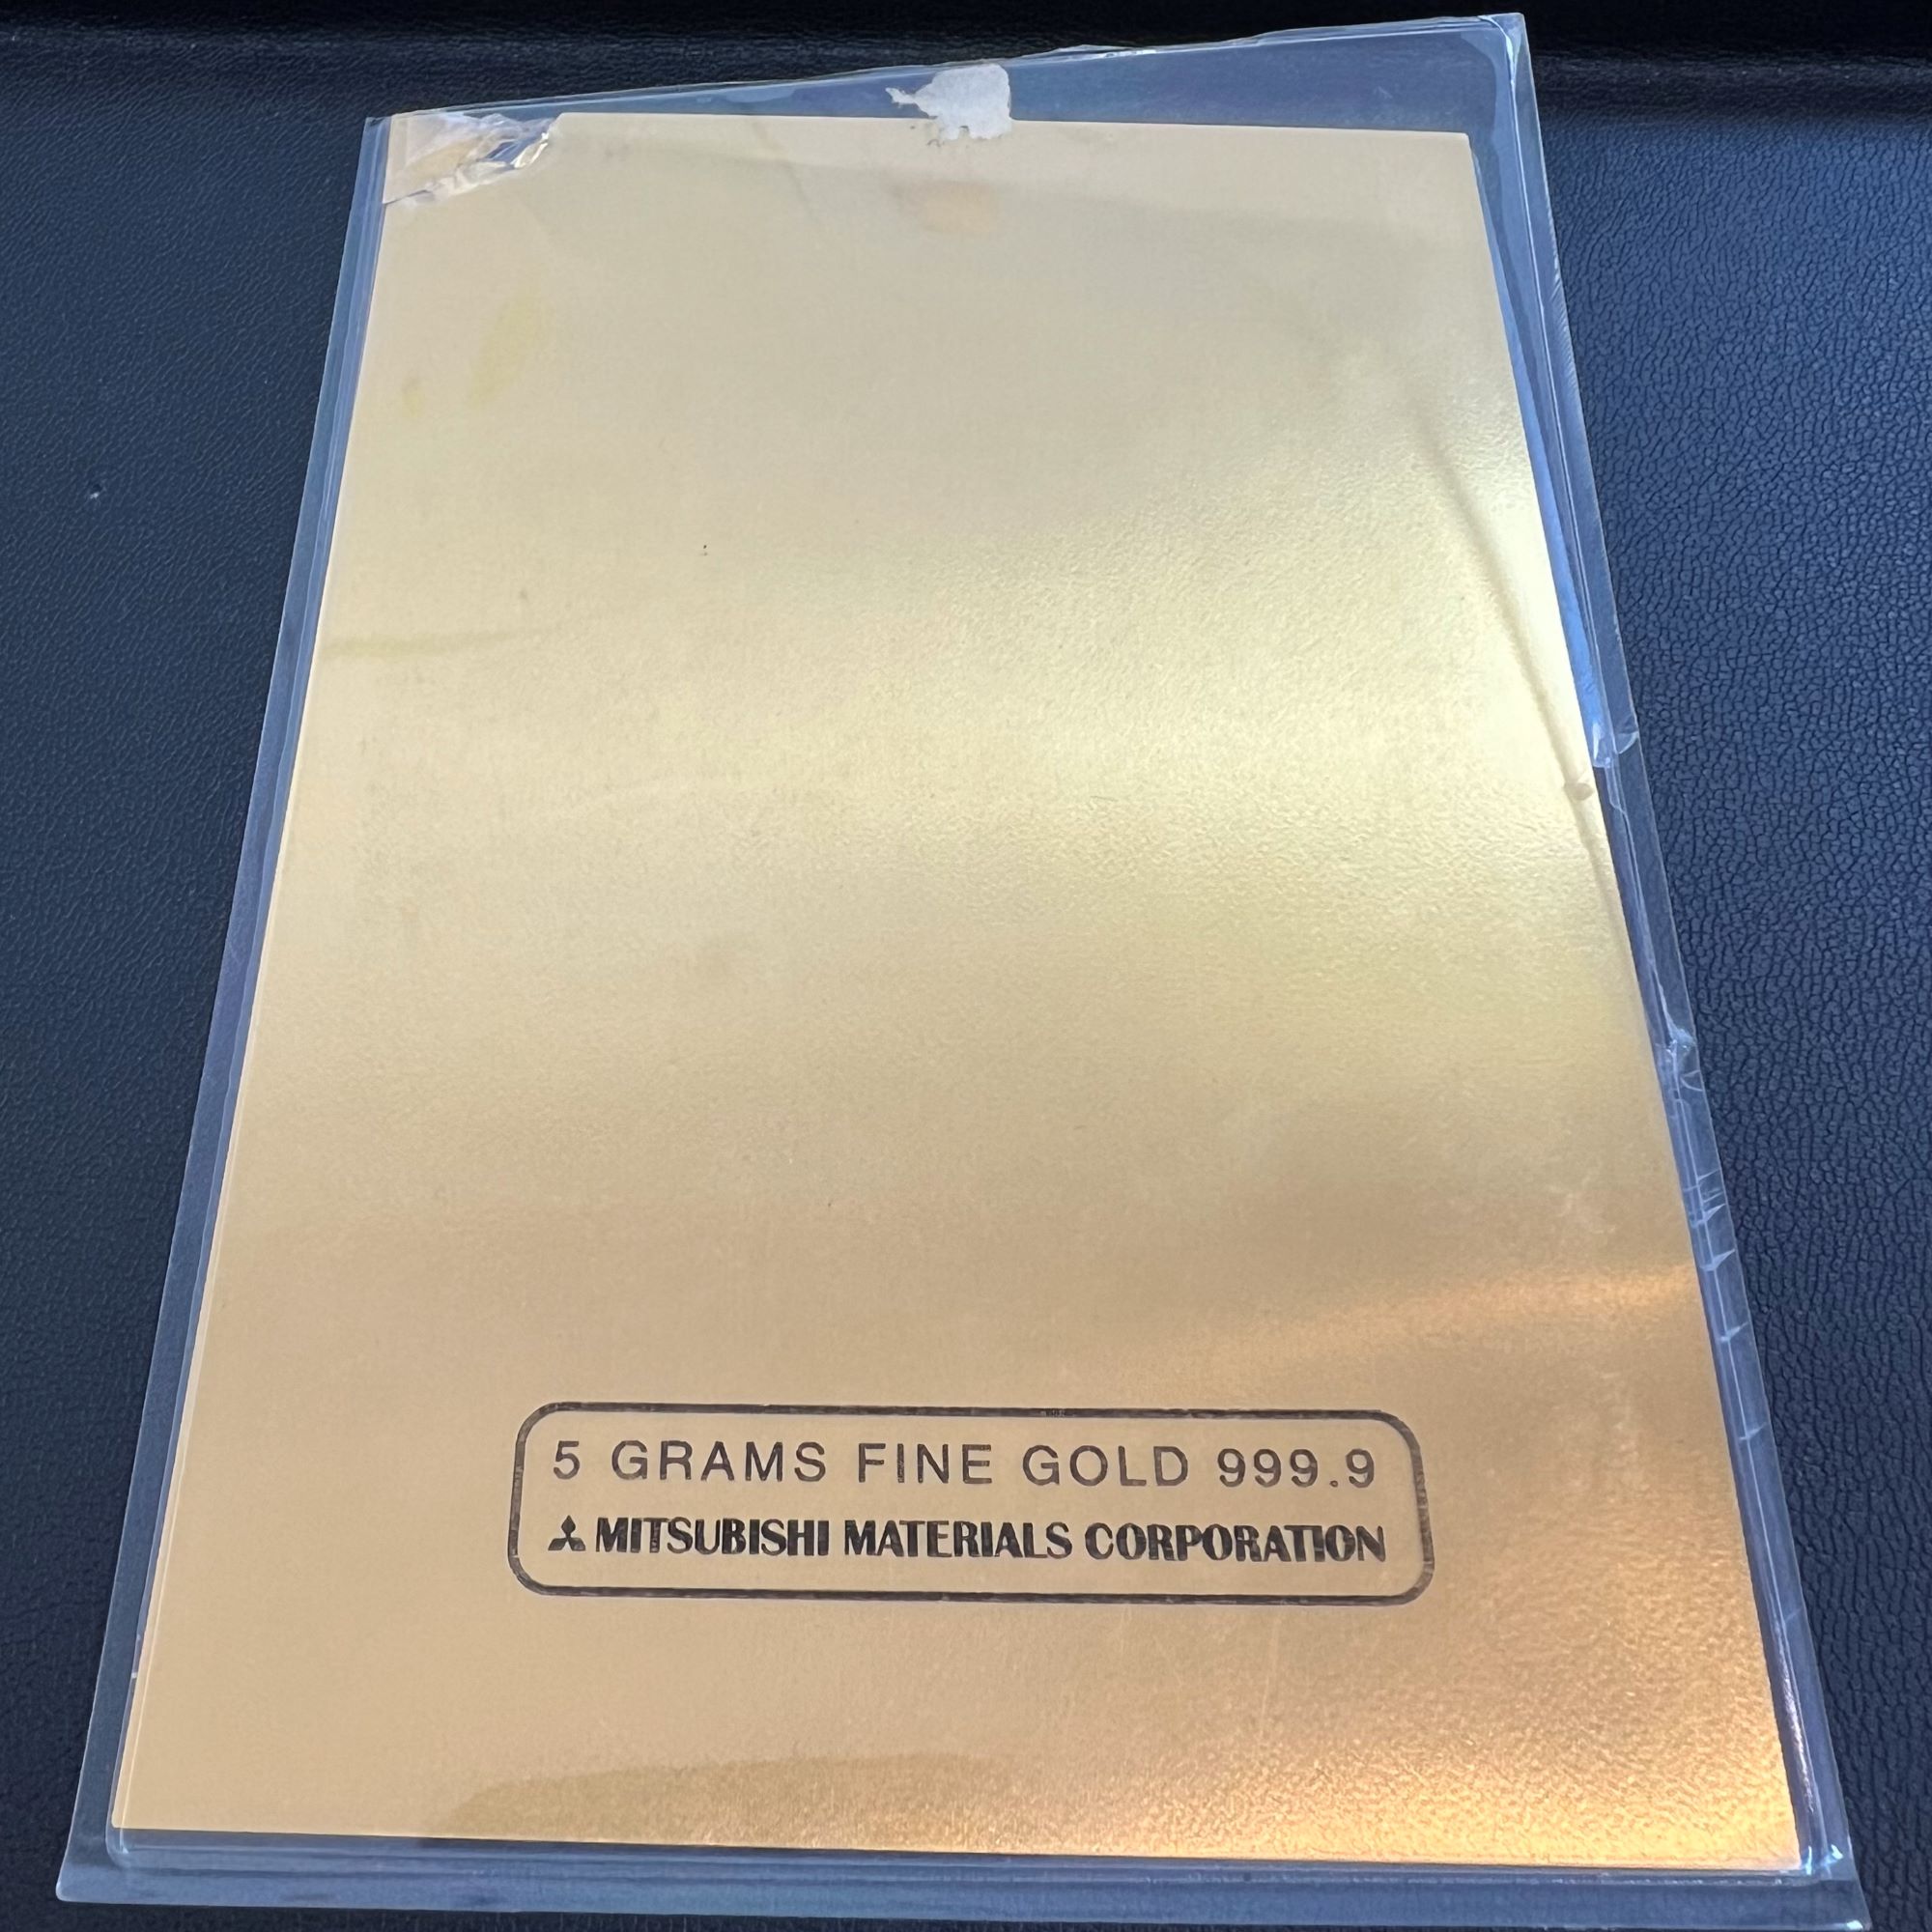 5 GRAMS FINE GOLD 999.9
MITSUBISHI MATERIALS CORPORATION